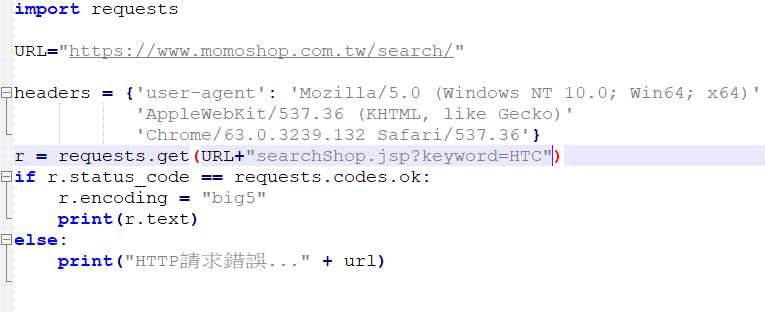 import requests
URL="https://www.momoshop.com.tw/search/"
headers = {'user-agent': 'Mozilla/5.0 (Windows NT 10.0; Win64; x64)'
'AppleWebKit/537.36 (KHTML, like Gecko)'
'Chrome/63.0.3239.132 Safari/537.36'}
r = requests.get(URL+"searchShop.jsp?keyword=HTC")
if r.status_code == requests.codes.ok:
r.encoding = "big5"
print(r.text)
else:
print("HTTP請求錯誤..." + url)